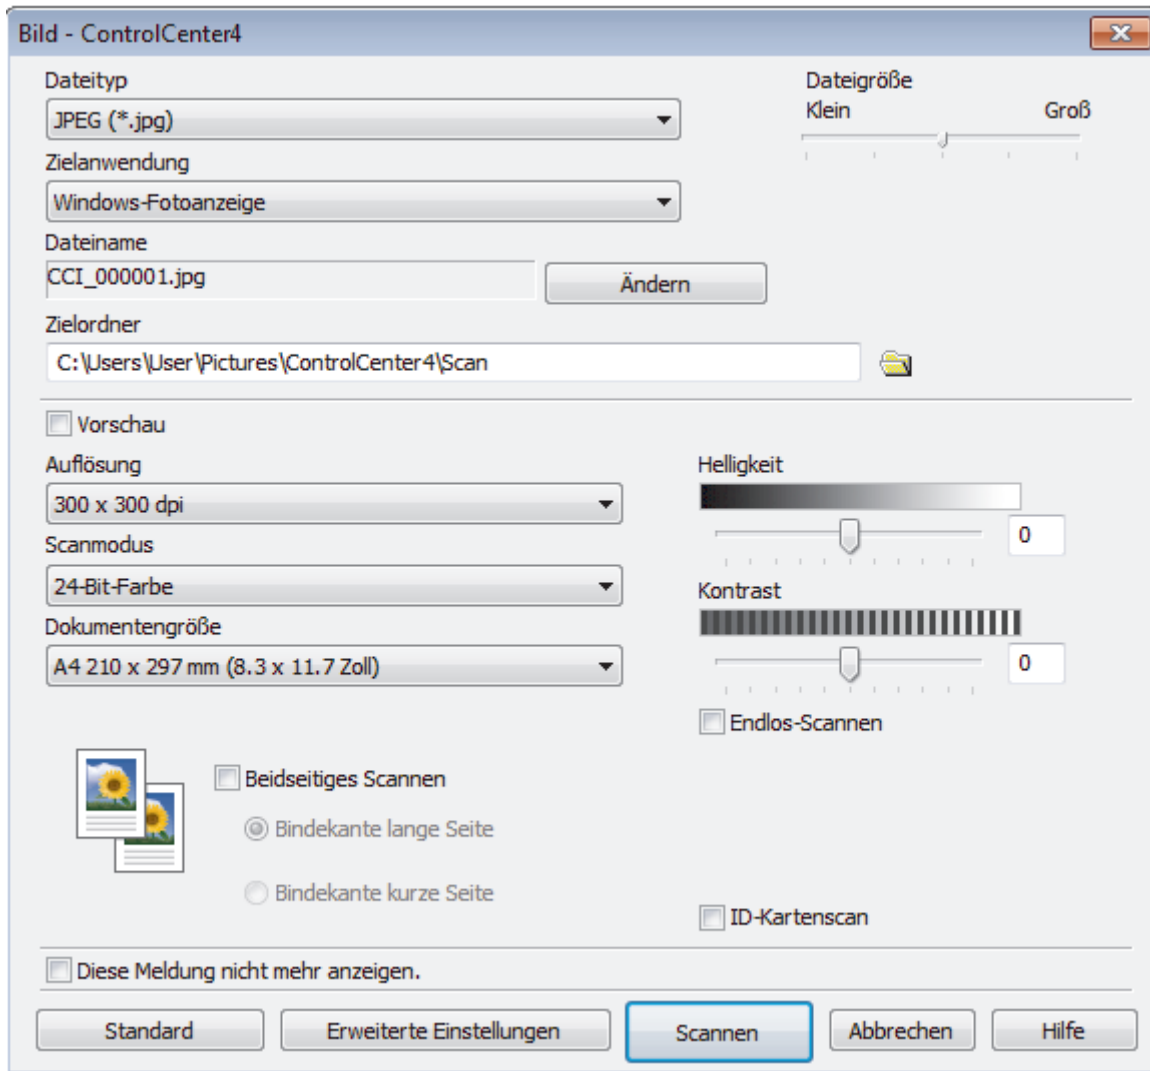 Bild - ControlCenter4
Dateityp
JPEG (*.jpg)
Dateigröße
Klein Groß
Zielanwendung
Windows-Fotoanzeige
Dateiname
CCI_000001.jpg
Ändern
Zielordner
C:\Users\User\Pictures\ControlCenter4\Scan
Vorschau
Auflösung
300 x 300 dpi
Scanmodus
24-Bit-Farbe
Dokumentengröße
A4 210 x 297 mm (8.3 x 11.7 Zoll)
Helligkeit
0
Kontrast
0
Endlos-Scannen
Beidseitiges Scannen
Bindekante lange Seite
Bindekante kurze Seite
ID-Kartenscan
Diese Meldung nicht mehr anzeigen.
Standard Erweiterte Einstellungen Scannen Abbrechen Hilfe